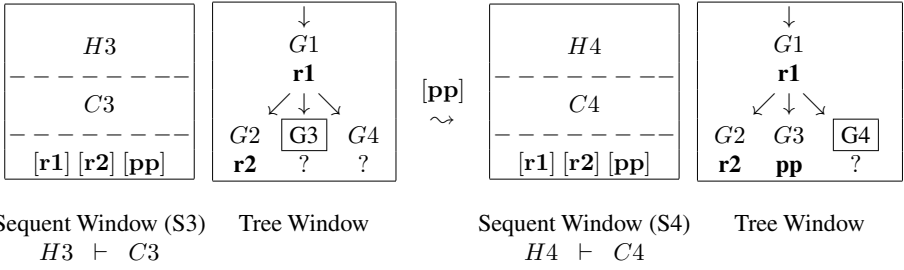 H3
C3
[r1] [r2] [pp]
Sequent Window (S3)
H3 ⊢ C3
↓
G1
r1
↙ ↓ ↘
G2 G3 G4
r2 ? ?
Tree Window
[pp]
⤳
H4
C4
[r1] [r2] [pp]
Sequent Window (S4)
H4 ⊢ C4
↓
G1
r1
↙ ↓ ↘
G2 G3 G4
r2 pp ?
Tree Window